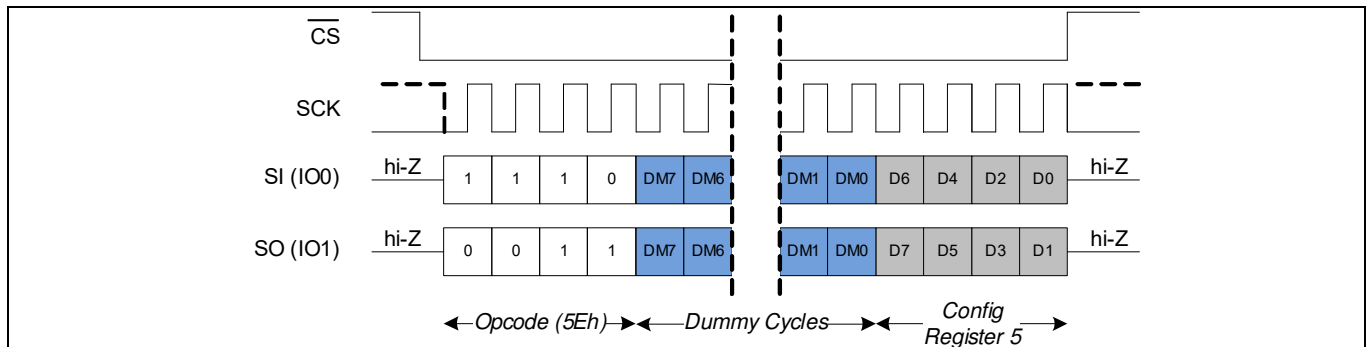 CS
SCK
SI (IO0) hi-Z 1 1 1 0 DM7 DM6 DM1 DM0 D6 D4 D2 D0 hi-Z
SO (IO1) hi-Z 0 0 1 1 DM7 DM6 DM1 DM0 D7 D5 D3 D1 hi-Z
Opcode (5Eh) Dummy Cycles Config
Register 5